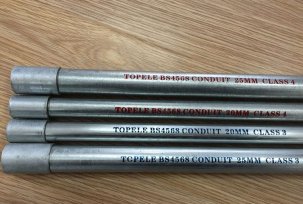 TOPELE BS4568 CONDUIT 25MM CLASS 4
TOPELE BS4568 CONDUIT 20MM CLASS 4
TOPELE BS4568 CONDUIT 20MM CLASS 3
TOPELE BS4568 CONDUIT 25MM CLASS 3